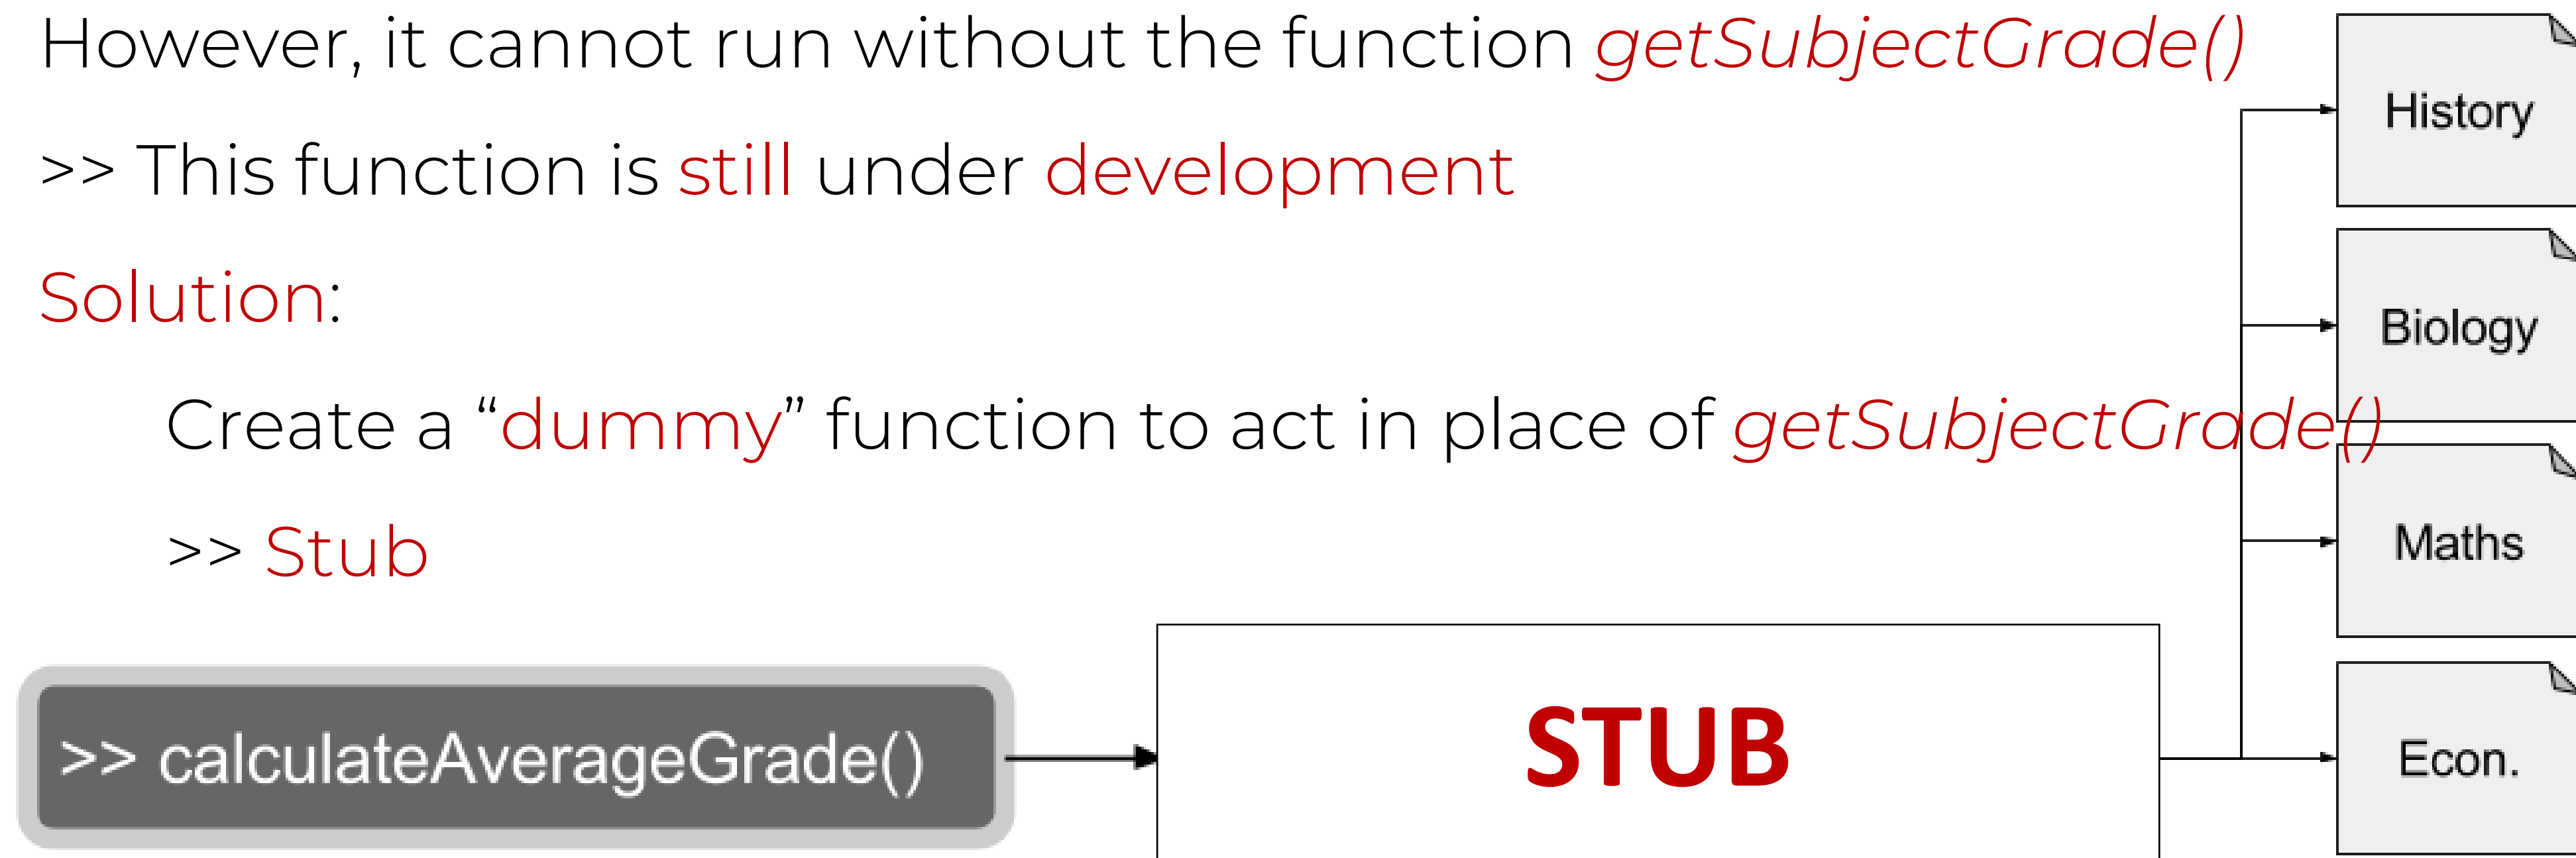 However, it cannot run without the function getSubjectGrade()
>> This function is still under development
Solution:
Create a “dummy” function to act in place of getSubjectGrade()
>> Stub
>> calculateAverageGrade()
STUB
History
Biology
Maths
Econ.